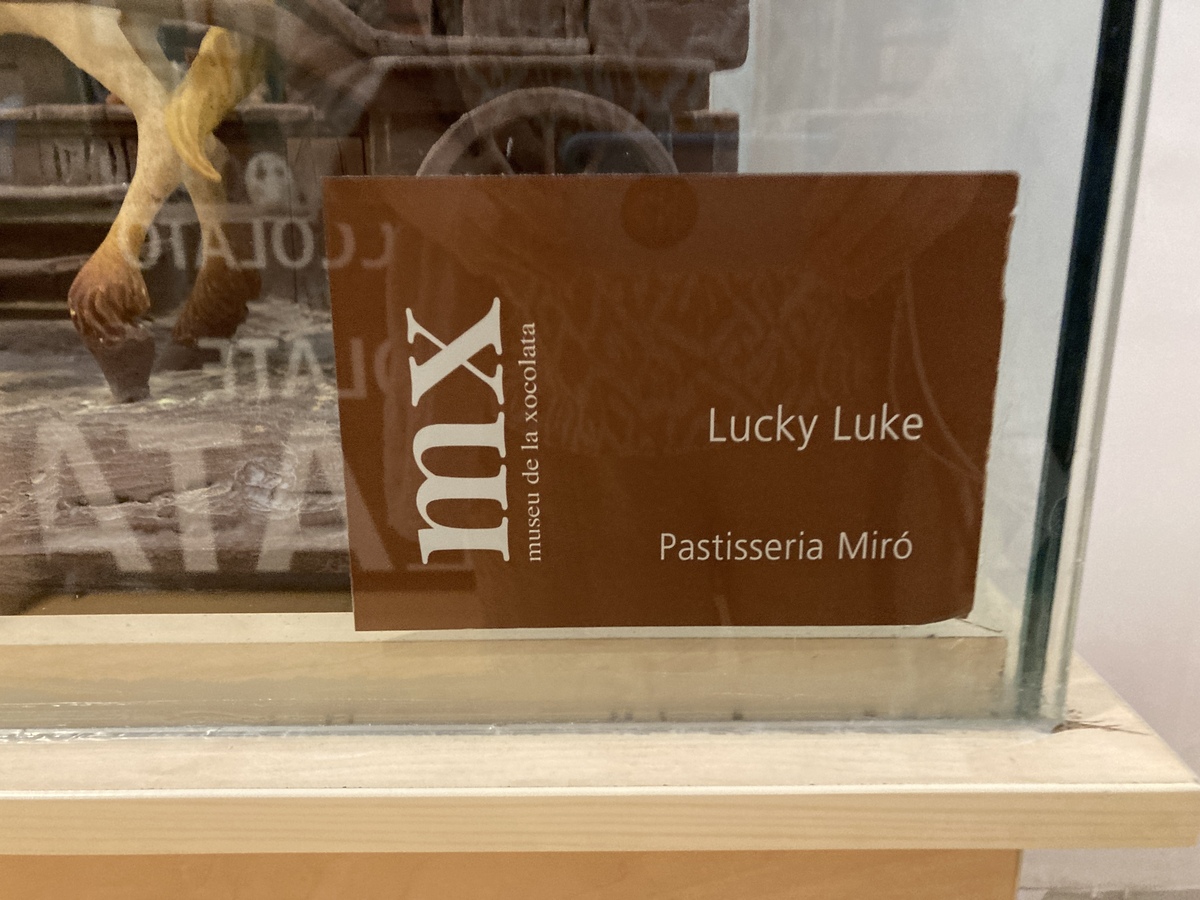 mx
museu de la xocolata
Lucky Luke
Pastisseria Miró